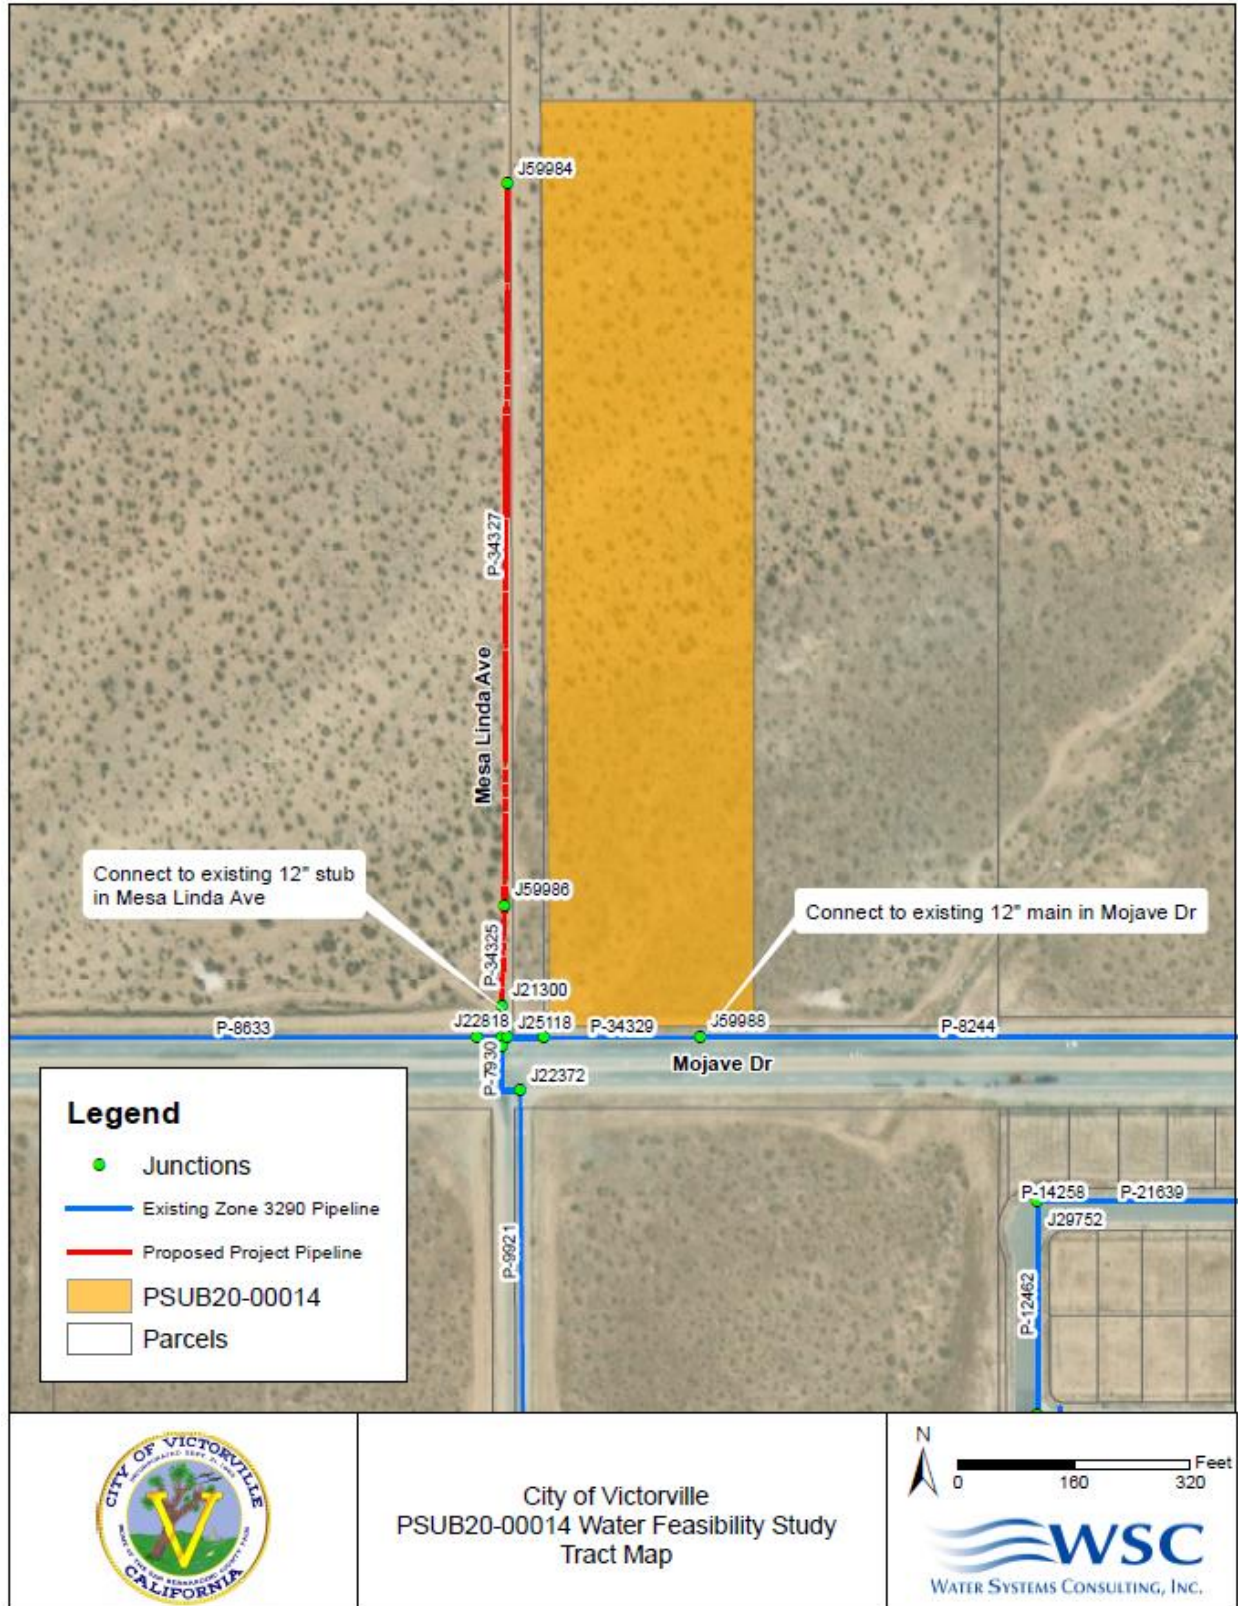 J59984
P-34327
Mesa Linda Ave
Connect to existing 12" stub
in Mesa Linda Ave
J59986
Connect to existing 12" main in Mojave Dr
P-34325
J21300
P-8633
J22818
J25118
P-34329
J59988
P-8244
P-7930
Mojave Dr
J22372
Legend
Junctions
Existing Zone 3290 Pipeline
Proposed Project Pipeline
PSUB20-00014
Parcels
P-9921
P-14258
P-21639
J29752
P-12462
CITY OF VICTORVILLE
CALIFORNIA
V
City of Victorville
PSUB20-00014 Water Feasibility Study
Tract Map
N
Feet
0 160 320
WSC
WATER SYSTEMS CONSULTING, INC.